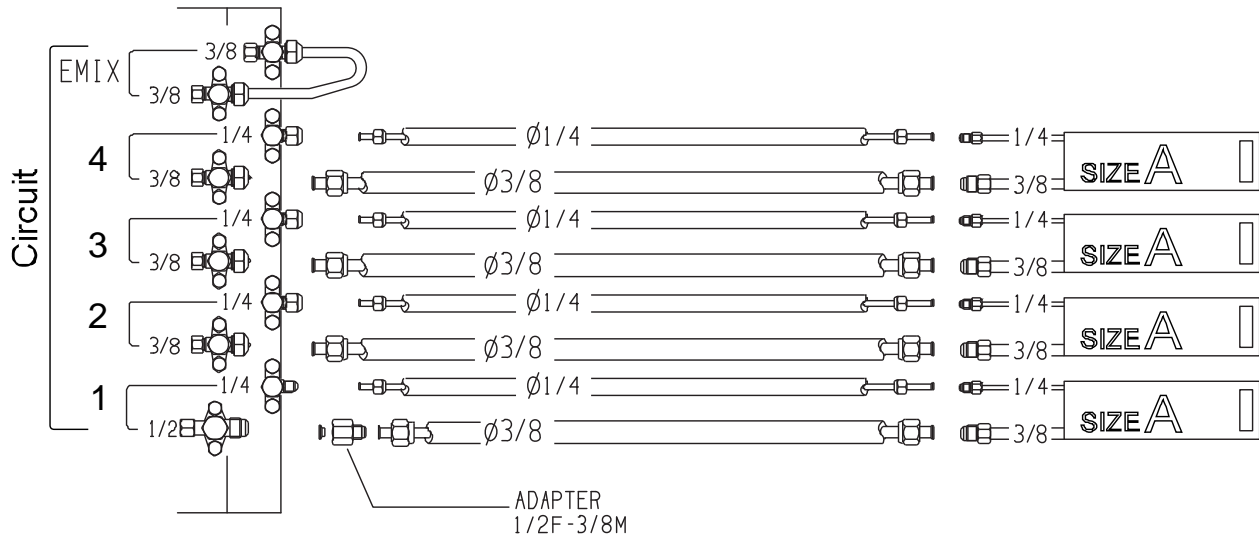 Circuit
EMIX
3/8
3/8
4
1/4
Ø1/4
1/4
SIZE A
3/8
Ø3/8
3/8
3
1/4
Ø1/4
1/4
SIZE A
3/8
Ø3/8
3/8
2
1/4
Ø1/4
1/4
SIZE A
3/8
Ø3/8
3/8
1
1/4
Ø1/4
1/4
SIZE A
1/2
Ø3/8
3/8
ADAPTER
1/2F-3/8M